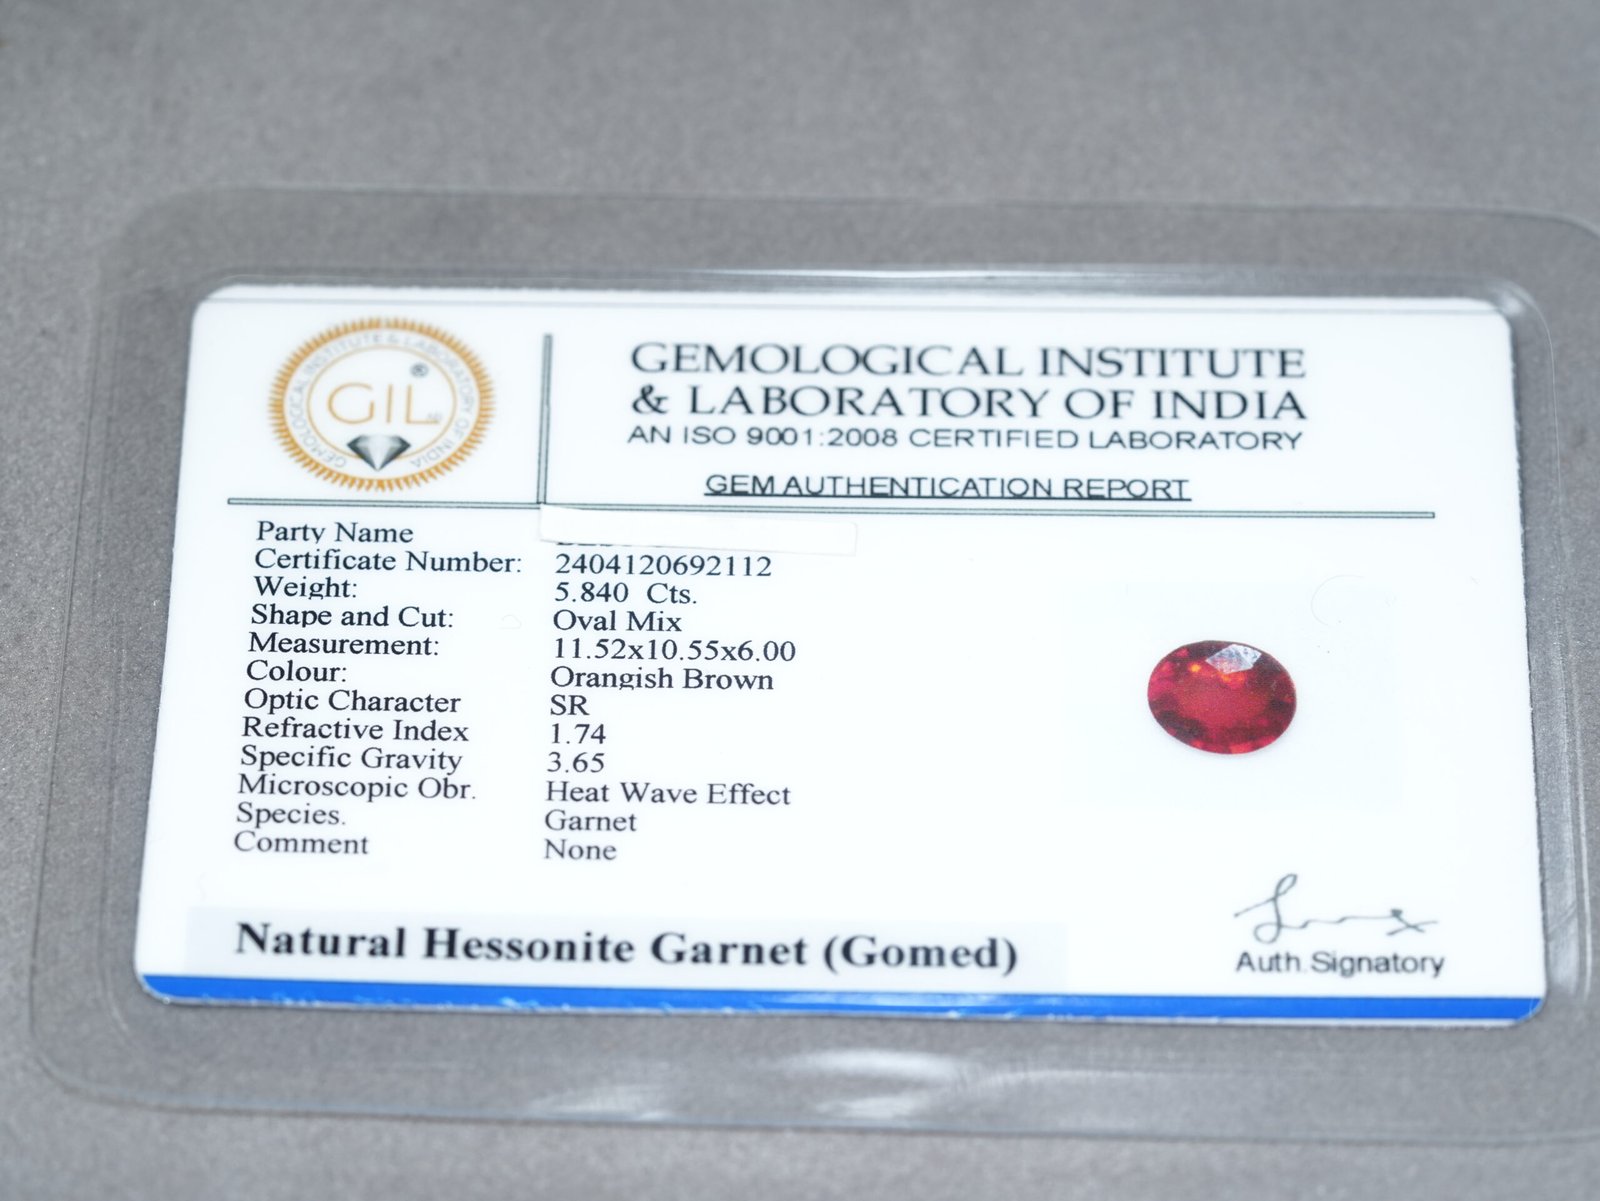 GEMOLOGICAL INSTITUTE & LABORATORY OF INDIA
GIL
®
GEMOLOGICAL INSTITUTE
& LABORATORY OF INDIA
AN ISO 9001:2008 CERTIFIED LABORATORY
GEM AUTHENTICATION REPORT
Party Name
Certificate Number: 2404120692112
Weight: 5.840 Cts.
Shape and Cut: Oval Mix
Measurement: 11.52x10.55x6.00
Colour: Orangish Brown
Optic Character SR
Refractive Index 1.74
Specific Gravity 3.65
Microscopic Obr. Heat Wave Effect
Species. Garnet
Comment None
Natural Hessonite Garnet (Gomed)
Auth. Signatory